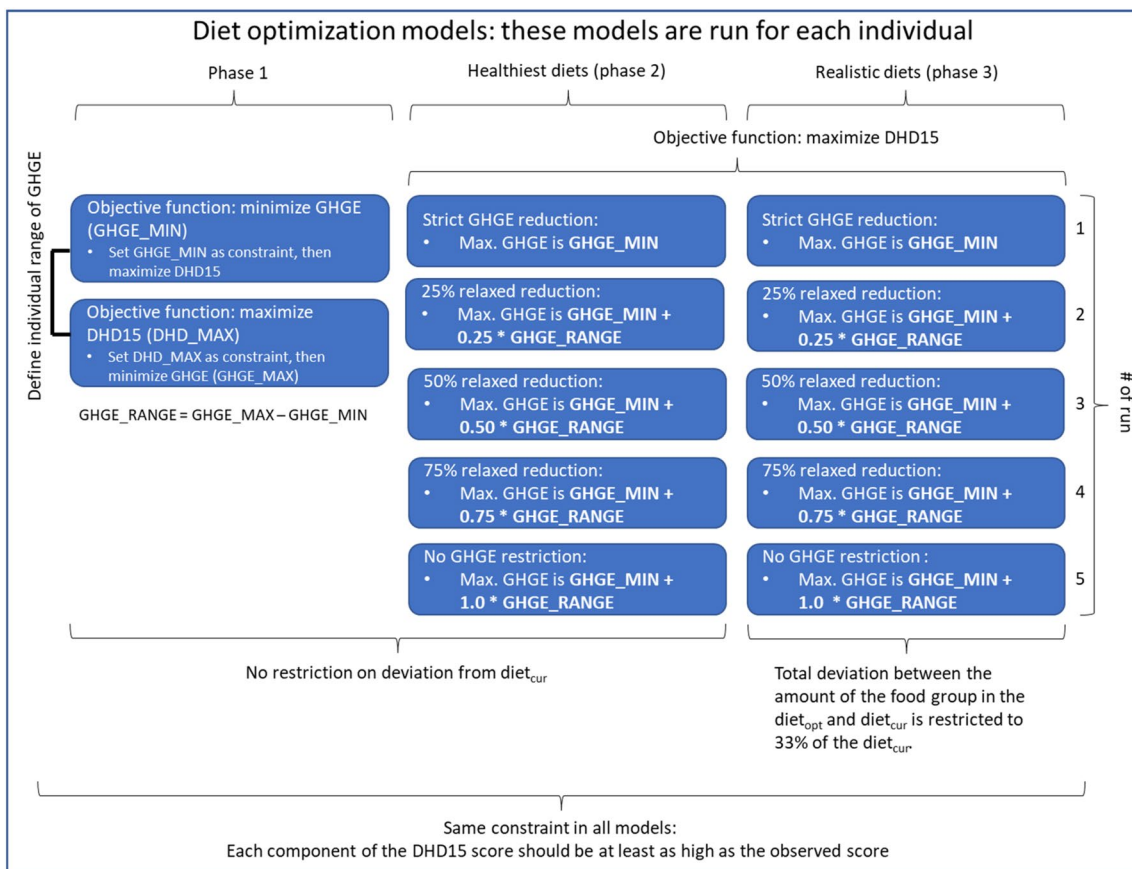 Diet optimization models: these models are run for each individual
Phase 1
Healthiest diets (phase 2)
Realistic diets (phase 3)
Objective function: maximize DHD15
Define individual range of GHGE
Objective function: minimize GHGE
(GHGE_MIN)
• Set GHGE_MIN as constraint, then
maximize DHD15
Objective function: maximize
DHD15 (DHD_MAX)
• Set DHD_MAX as constraint, then
minimize GHGE (GHGE_MAX)
GHGE_RANGE = GHGE_MAX – GHGE_MIN
Strict GHGE reduction:
• Max. GHGE is GHGE_MIN
25% relaxed reduction:
• Max. GHGE is GHGE_MIN +
0.25 * GHGE_RANGE
50% relaxed reduction:
• Max. GHGE is GHGE_MIN +
0.50 * GHGE_RANGE
75% relaxed reduction:
• Max. GHGE is GHGE_MIN +
0.75 * GHGE_RANGE
No GHGE restriction:
• Max. GHGE is GHGE_MIN +
1.0 * GHGE_RANGE
Strict GHGE reduction:
• Max. GHGE is GHGE_MIN
25% relaxed reduction:
• Max. GHGE is GHGE_MIN +
0.25 * GHGE_RANGE
50% relaxed reduction:
• Max. GHGE is GHGE_MIN +
0.50 * GHGE_RANGE
75% relaxed reduction:
• Max. GHGE is GHGE_MIN +
0.75 * GHGE_RANGE
No GHGE restriction :
• Max. GHGE is GHGE_MIN +
1.0 * GHGE_RANGE
1
2
3
4
5
# of run
No restriction on deviation from diet_cur
Total deviation between the
amount of the food group in the
diet_opt and diet_cur is restricted to
33% of the diet_cur.
Same constraint in all models:
Each component of the DHD15 score should be at least as high as the observed score